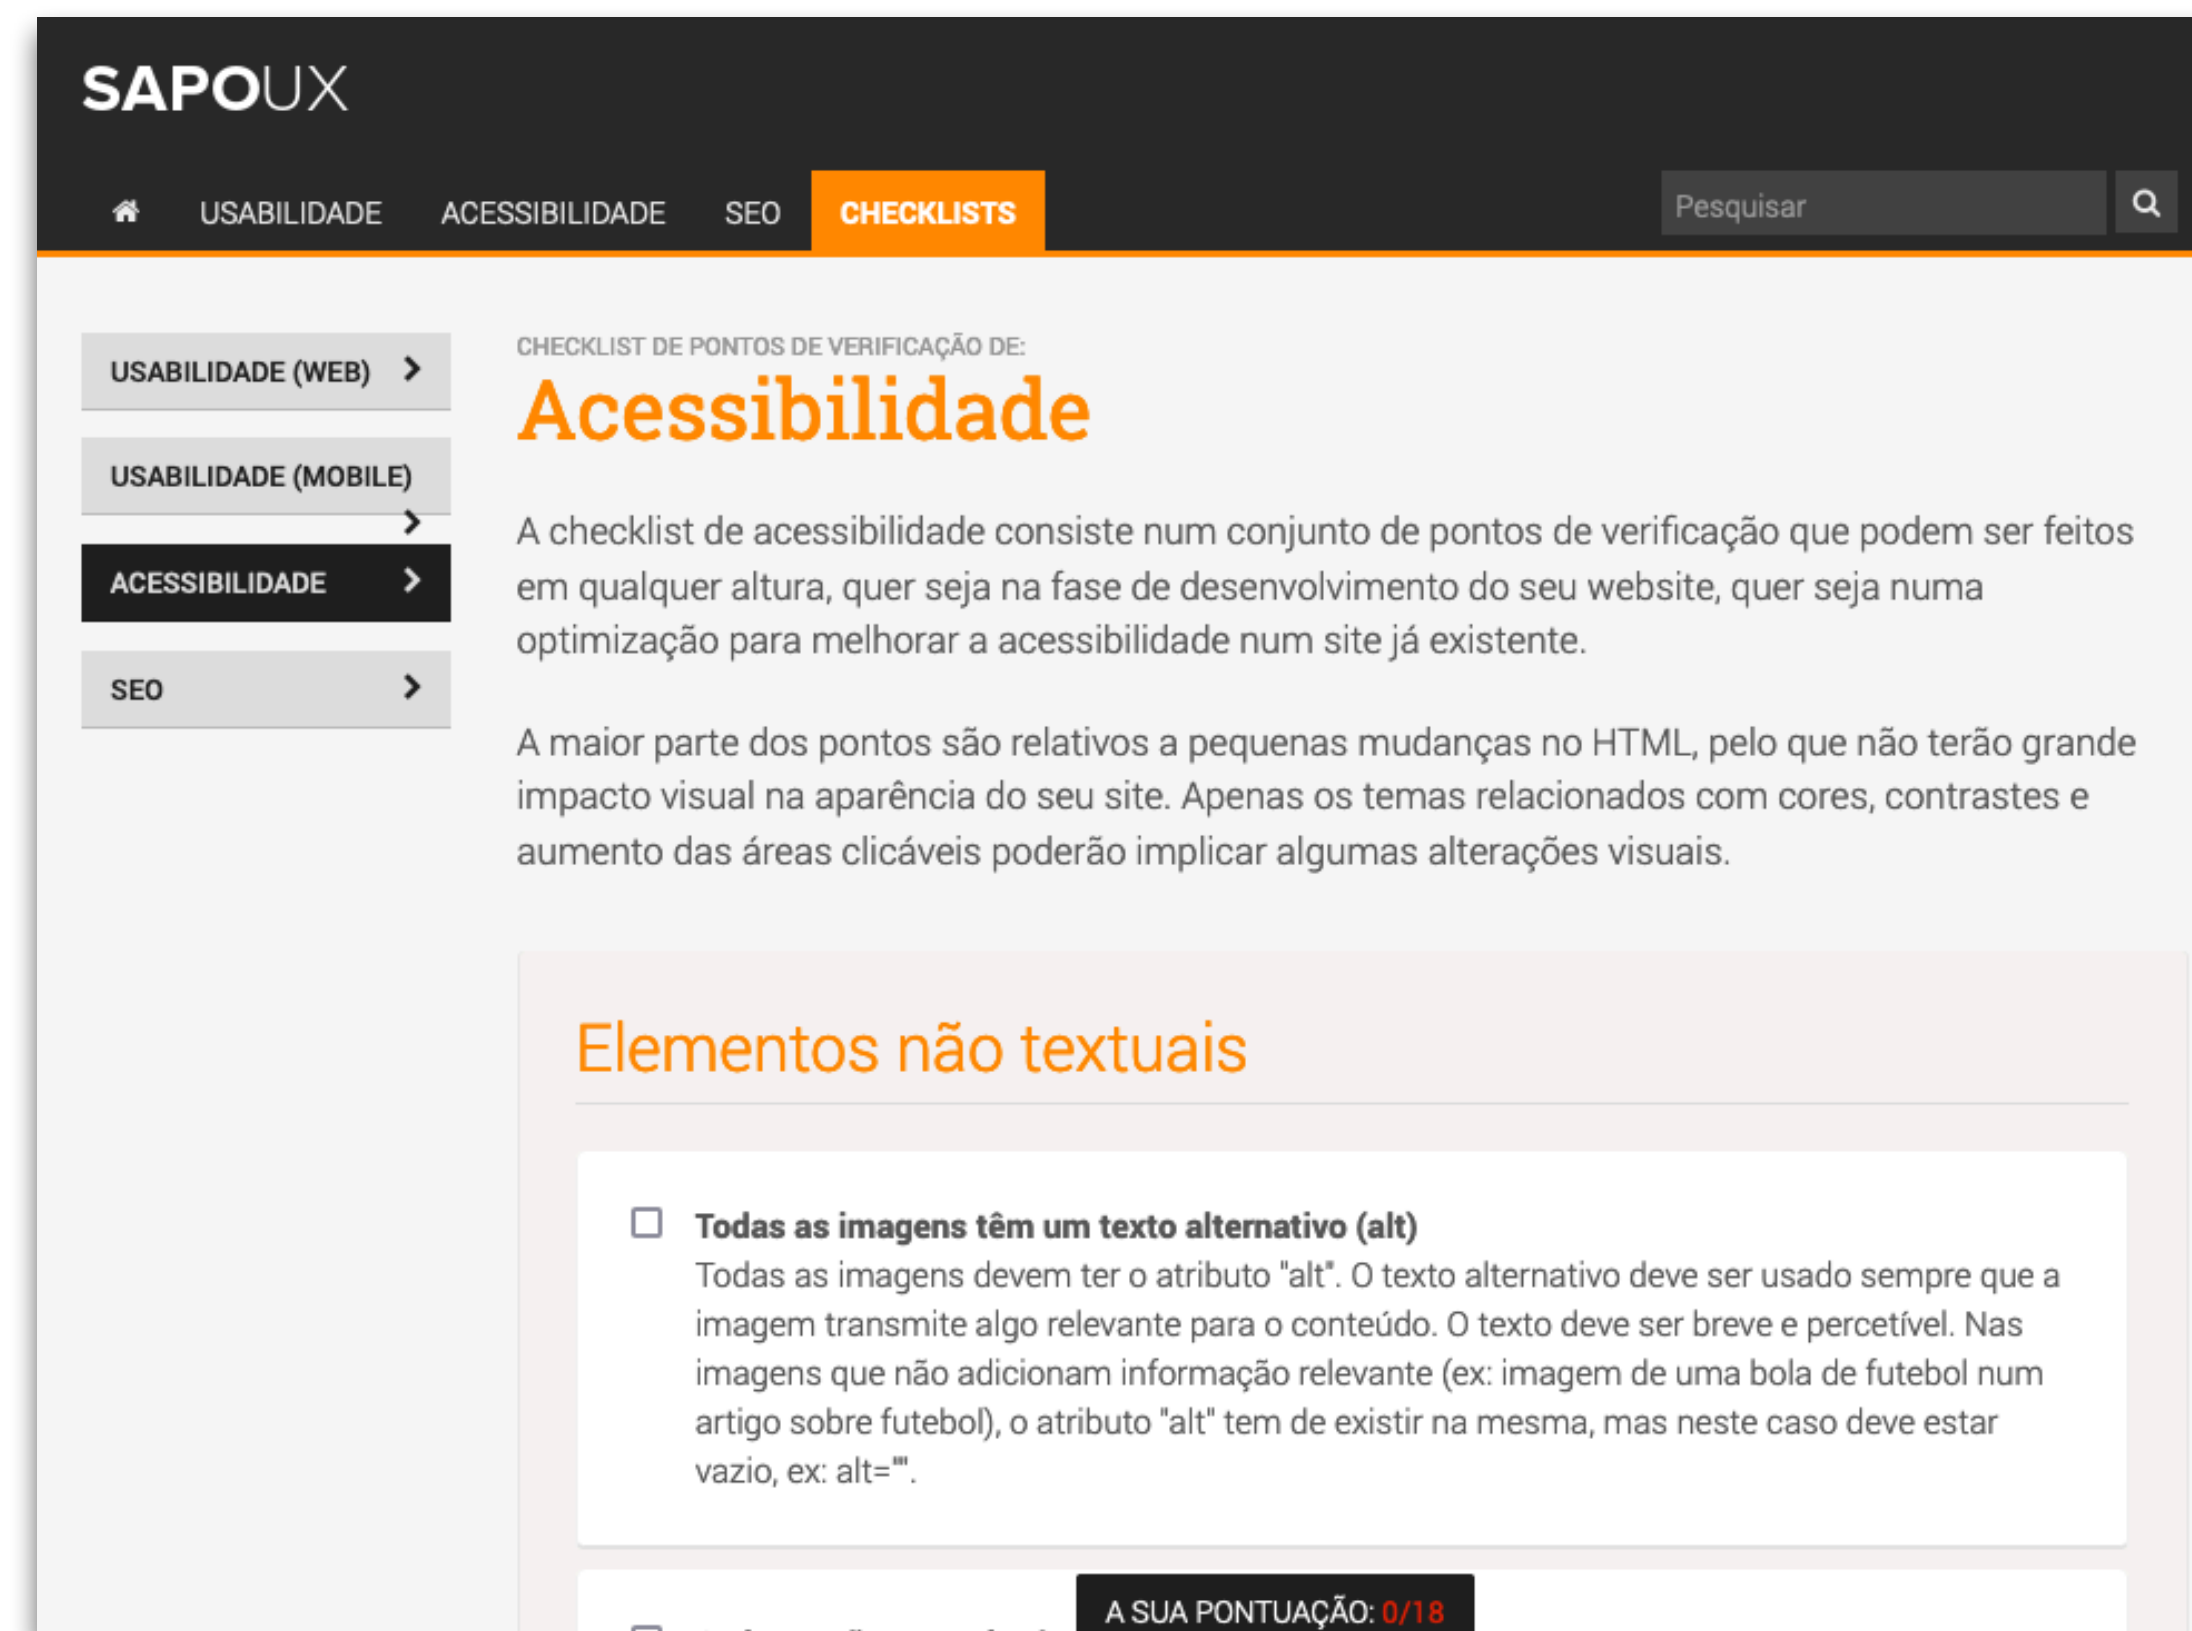 SAPOUX
USABILIDADE ACESSIBILIDADE SEO CHECKLISTS Pesquisar
USABILIDADE (WEB)
USABILIDADE (MOBILE)
ACESSIBILIDADE
SEO
CHECKLIST DE PONTOS DE VERIFICAÇÃO DE:
Acessibilidade
A checklist de acessibilidade consiste num conjunto de pontos de verificação que podem ser feitos
em qualquer altura, quer seja na fase de desenvolvimento do seu website, quer seja numa
optimização para melhorar a acessibilidade num site já existente.
A maior parte dos pontos são relativos a pequenas mudanças no HTML, pelo que não terão grande
impacto visual na aparência do seu site. Apenas os temas relacionados com cores, contrastes e
aumento das áreas clicáveis poderão implicar algumas alterações visuais.
Elementos não textuais
Todas as imagens têm um texto alternativo (alt)
Todas as imagens devem ter o atributo "alt". O texto alternativo deve ser usado sempre que a
imagem transmite algo relevante para o conteúdo. O texto deve ser breve e percetível. Nas
imagens que não adicionam informação relevante (ex: imagem de uma bola de futebol num
artigo sobre futebol), o atributo "alt" tem de existir na mesma, mas neste caso deve estar
vazio, ex: alt="".
A SUA PONTUAÇÃO: 0/18